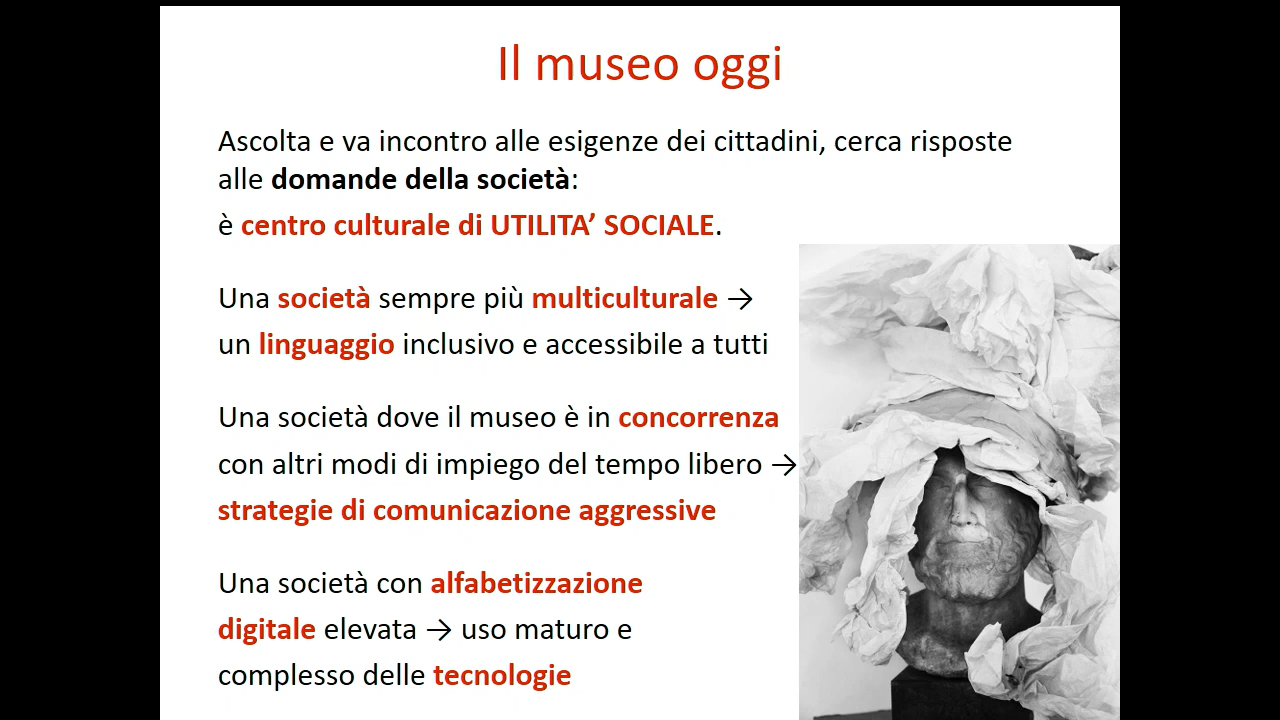 Il museo oggi
Ascolta e va incontro alle esigenze dei cittadini, cerca risposte
alle domande della società:
è centro culturale di UTILITA’ SOCIALE.
Una società sempre più multiculturale →
un linguaggio inclusivo e accessibile a tutti
Una società dove il museo è in concorrenza
con altri modi di impiego del tempo libero →
strategie di comunicazione aggressive
Una società con alfabetizzazione
digitale elevata → uso maturo e
complesso delle tecnologie